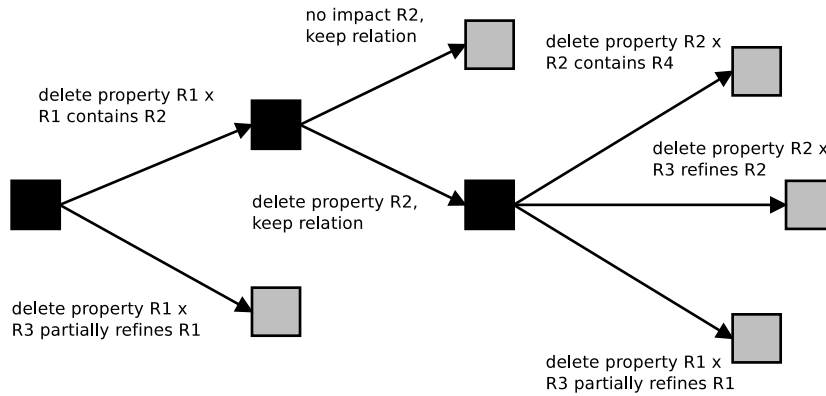 no impact R2,
keep relation
delete property R2 x
R2 contains R4
delete property R1 x
R1 contains R2
delete property R2 x
R3 refines R2
delete property R2,
keep relation
delete property R1 x
R3 partially refines R1
delete property R1 x
R3 partially refines R1